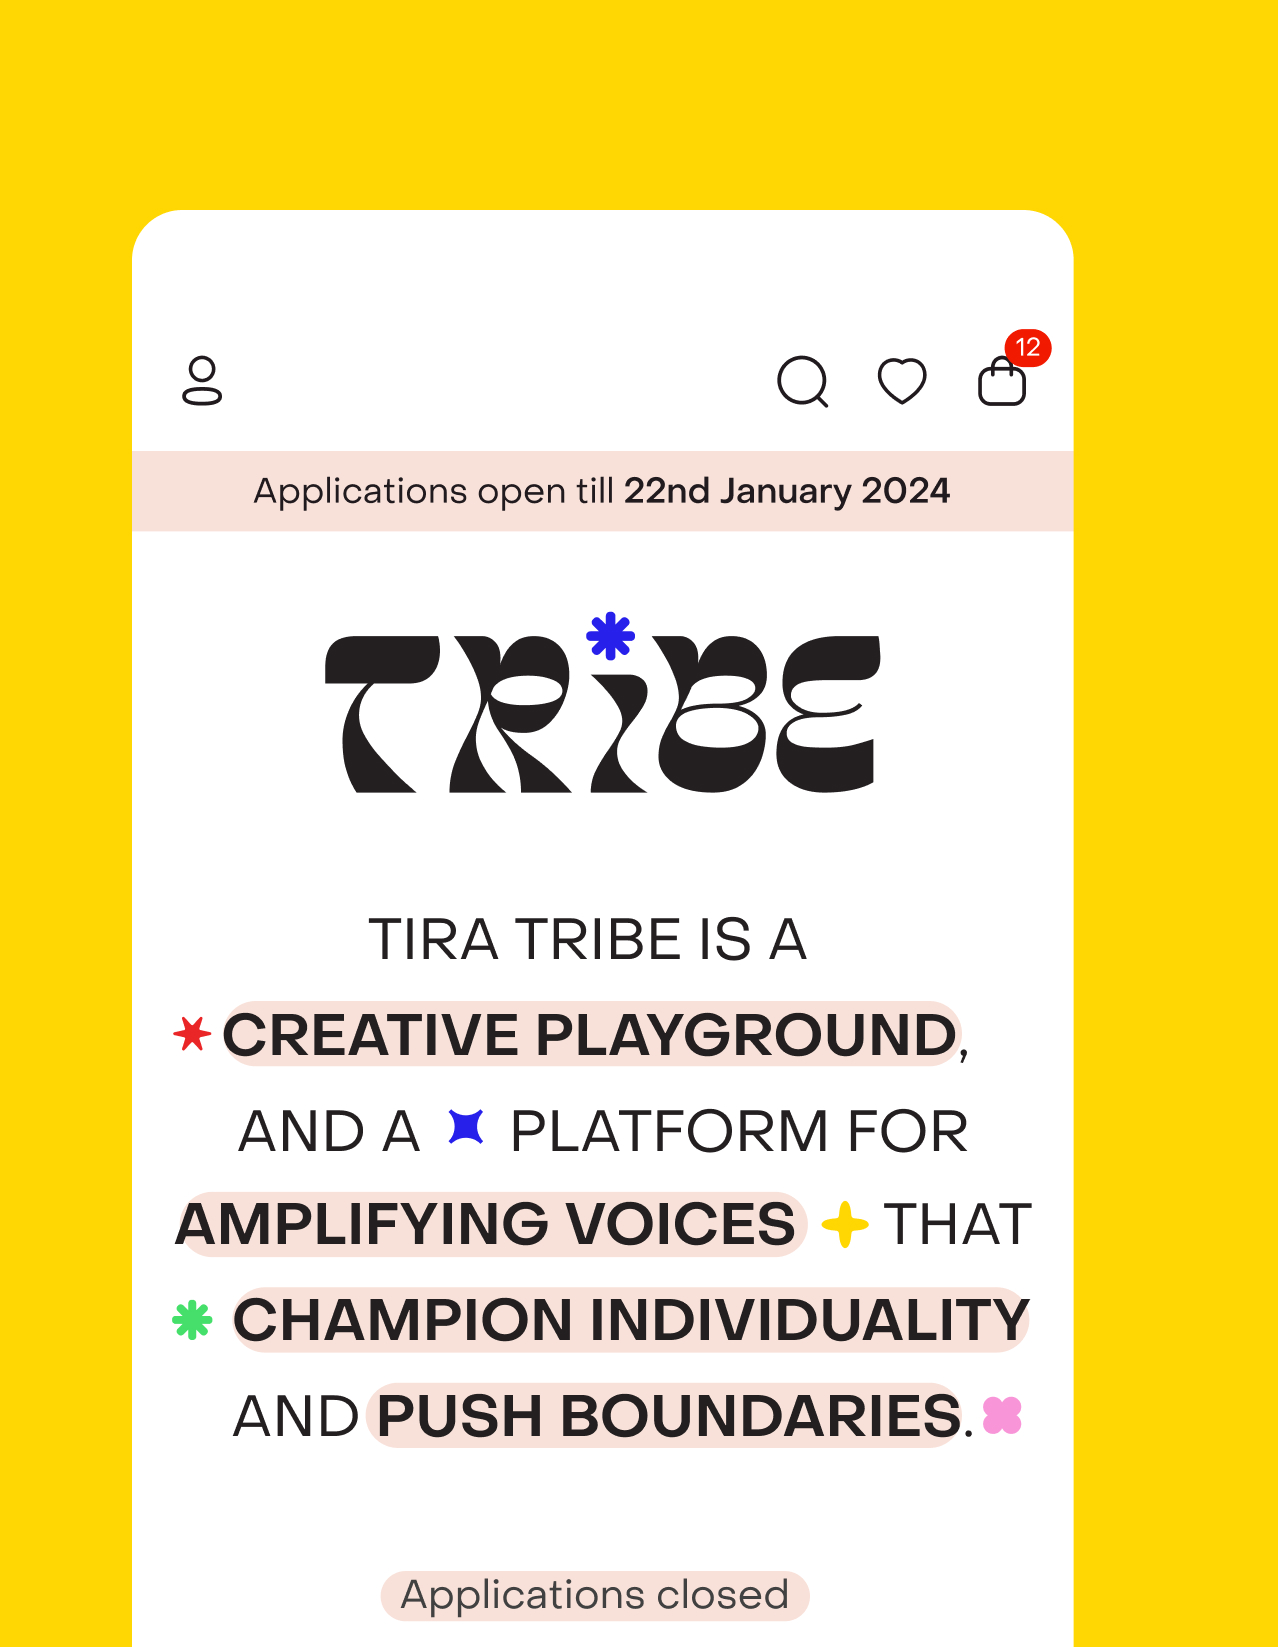 12
Applications open till 22nd January 2024
TRiBE
TIRA TRIBE IS A
CREATIVE PLAYGROUND,
AND A PLATFORM FOR
AMPLIFYING VOICES THAT
CHAMPION INDIVIDUALITY
AND PUSH BOUNDARIES.
Applications closed